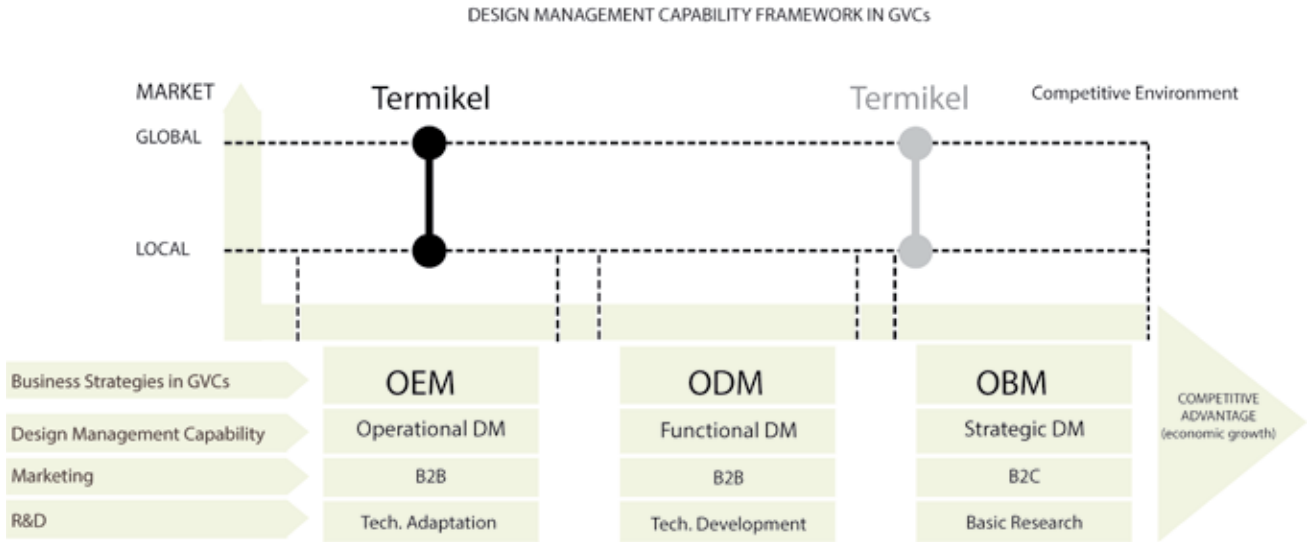 DESIGN MANAGEMENT CAPABILITY FRAMEWORK IN GVCs
MARKET
Termikel
Termikel
Competitive Environment
GLOBAL
LOCAL
Business Strategies in GVCs
OEM
ODM
OBM
Design Management Capability
Operational DM
Functional DM
Strategic DM
Marketing
B2B
B2B
B2C
R&D
Tech. Adaptation
Tech. Development
Basic Research
COMPETITIVE
ADVANTAGE
(economic growth)